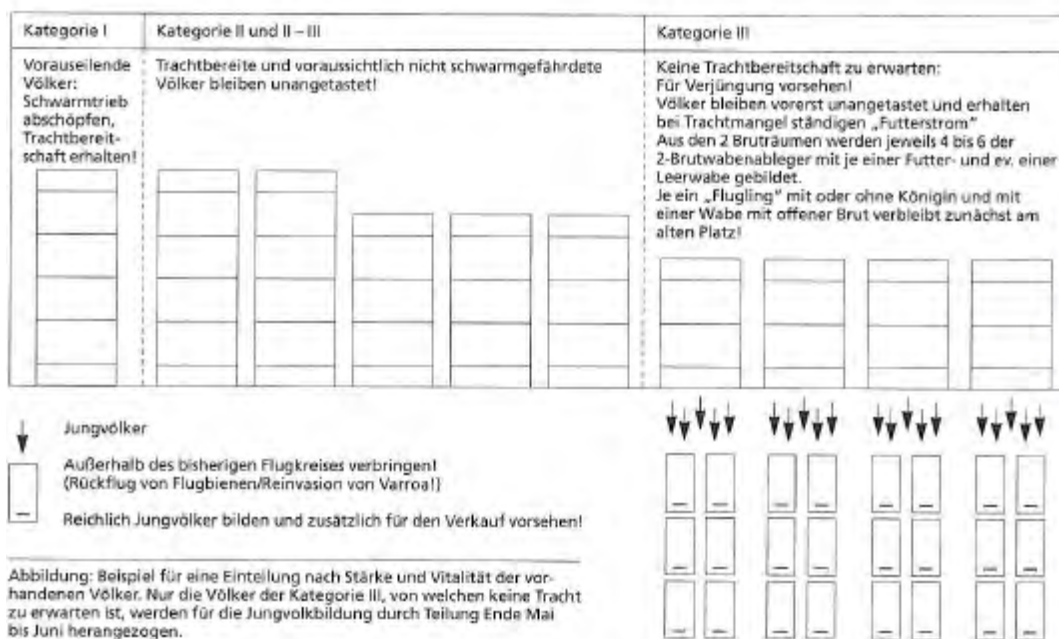 Kategorie I
Kategorie II und II – III
Kategorie III
Vorauseilende
Völker:
Schwarmtrieb
abschöpfen,
Trachtbereit-
schaft erhalten!
Trachtbereite und voraussichtlich nicht schwarmgefährdete
Völker bleiben unangetastet!
Keine Trachtbereitschaft zu erwarten:
Für Verjüngung vorsehen!
Völker bleiben vorerst unangetastet und erhalten
bei Trachtmangel ständigen „Futterstrom“
Aus den 2 Bruträumen werden jeweils 4 bis 6 der
2-Brutwabenableger mit je einer Futter- und ev. einer
Leerwabe gebildet.
Je ein „Flugling“ mit oder ohne Königin und mit
einer Wabe mit offener Brut verbleibt zunächst am
alten Platz!
Jungvölker
Außerhalb des bisherigen Flugkreises verbringen!
(Rückflug von Flugbienen/Reinvasion von Varroa!)
Reichlich Jungvölker bilden und zusätzlich für den Verkauf vorsehen!
Abbildung: Beispiel für eine Einteilung nach Stärke und Vitalität der vor-
handenen Völker. Nur die Völker der Kategorie III, von welchen keine Tracht
zu erwarten ist, werden für die Jungvolkbildung durch Teilung Ende Mai
bis Juni herangezogen.